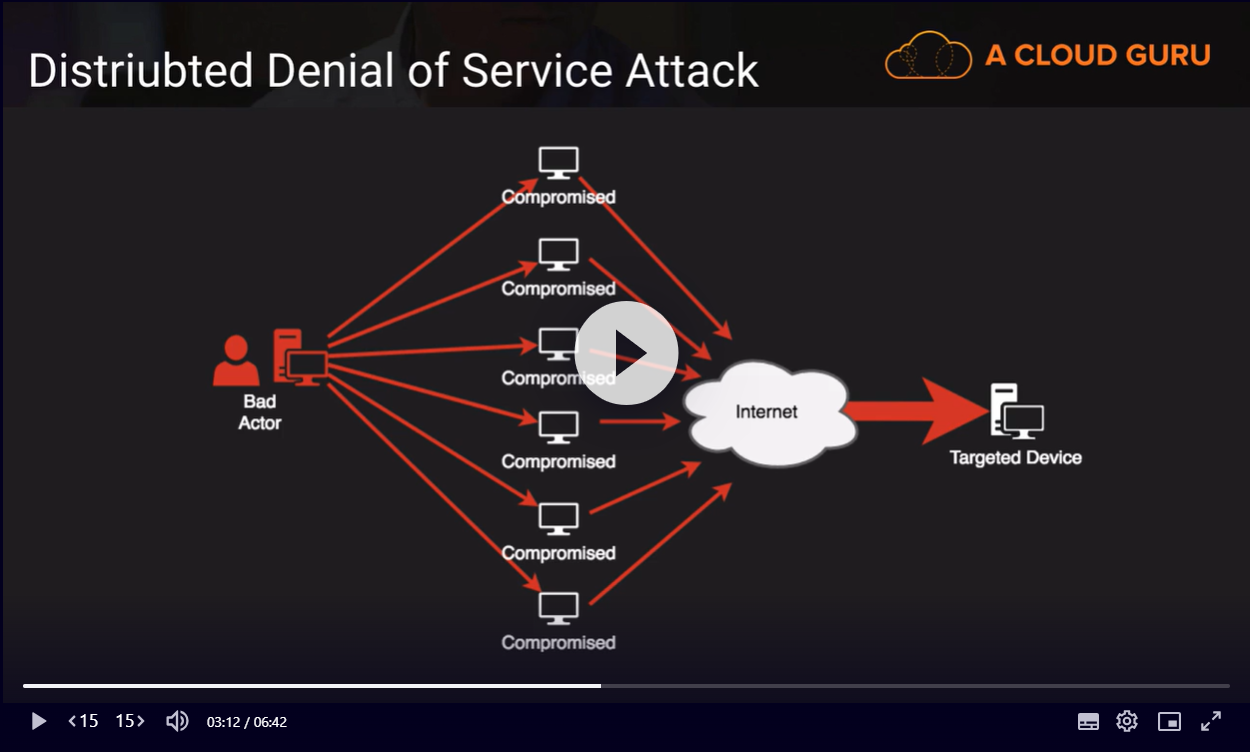 Distriubted Denial of Service Attack
A CLOUD GURU
Compromised
Compromised
Compromised
Bad
Actor
Internet
Compromised
Targeted Device
Compromised
Compromised
<15 15> 03:12 / 06:42